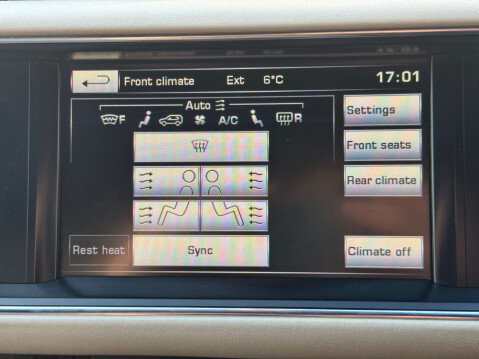 Front climate Ext 6°C 17:01
Auto
F A/C R
Settings
Front seats
Rear climate
Rest heat Sync Climate off